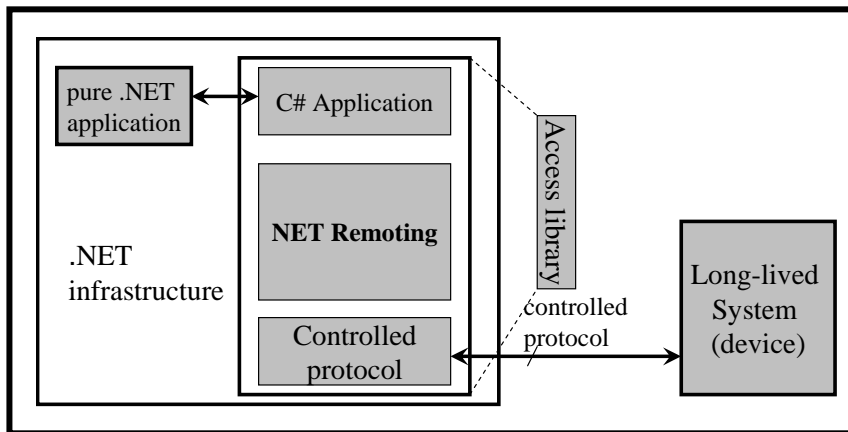 pure .NET
application
C# Application
NET Remoting
.NET
infrastructure
Controlled
protocol
Access library
controlled
protocol
Long-lived
System
(device)